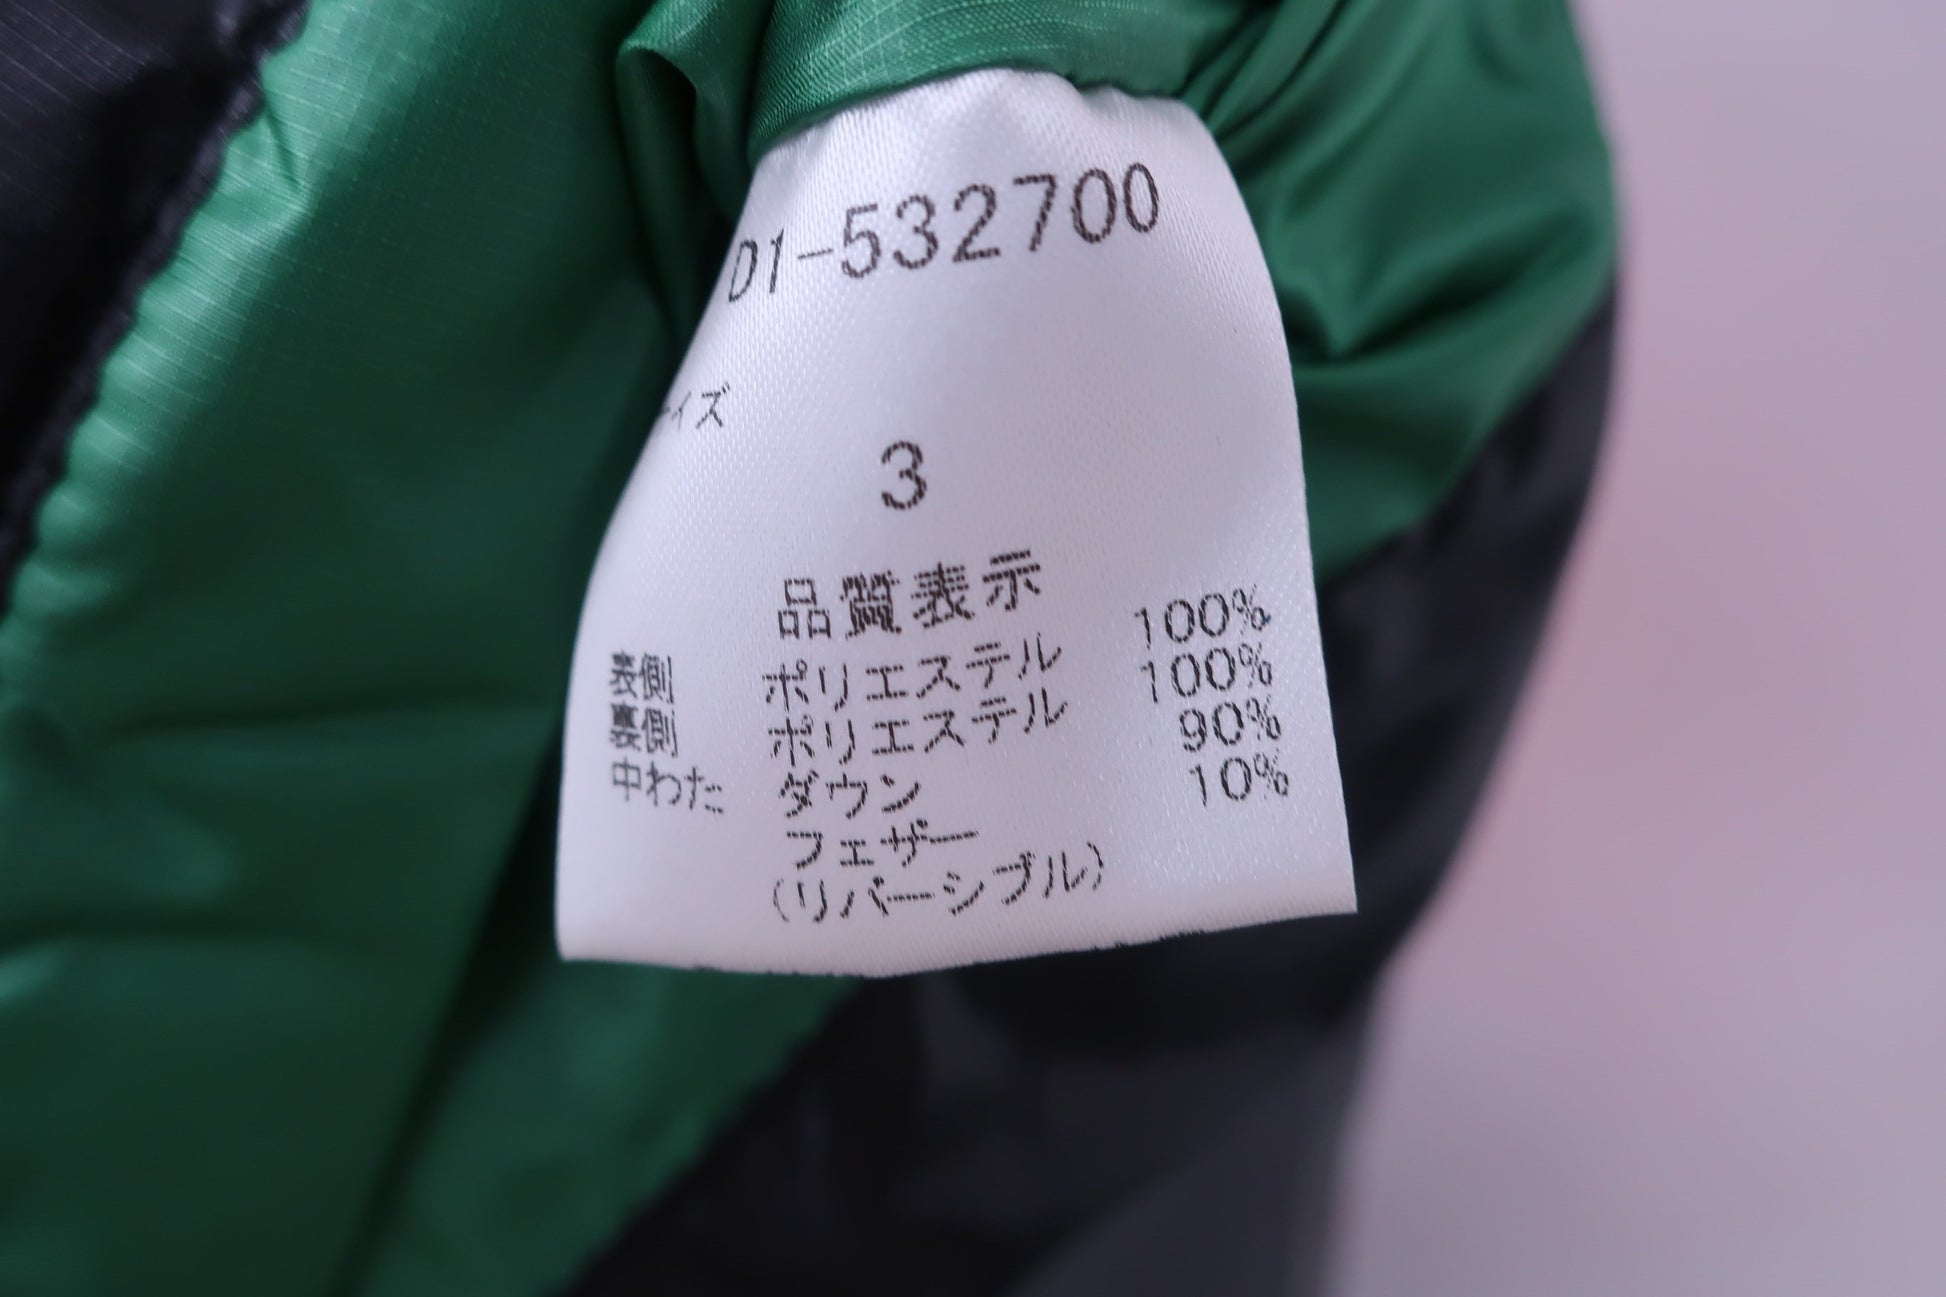 D1-532700
サイズ
3
品質表示
表側 ポリエステル 100%
裏側 ポリエステル 100%
中わた ダウン 90%
フェザー 10%
(リバーシブル)